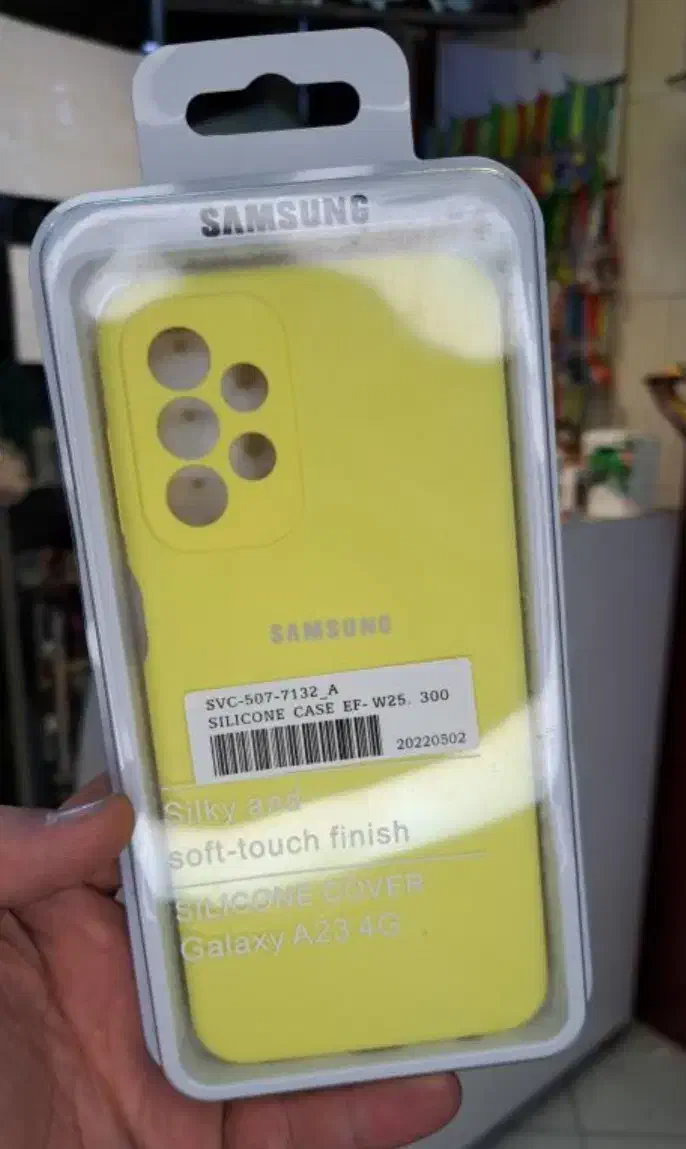 SAMSUNG
SAMSUNG
SVC-507-7132_A
SILICONE CASE EF- W25. 300
20220502
Silky and
soft-touch finish
SILICONE COVER
Galaxy A23 4G